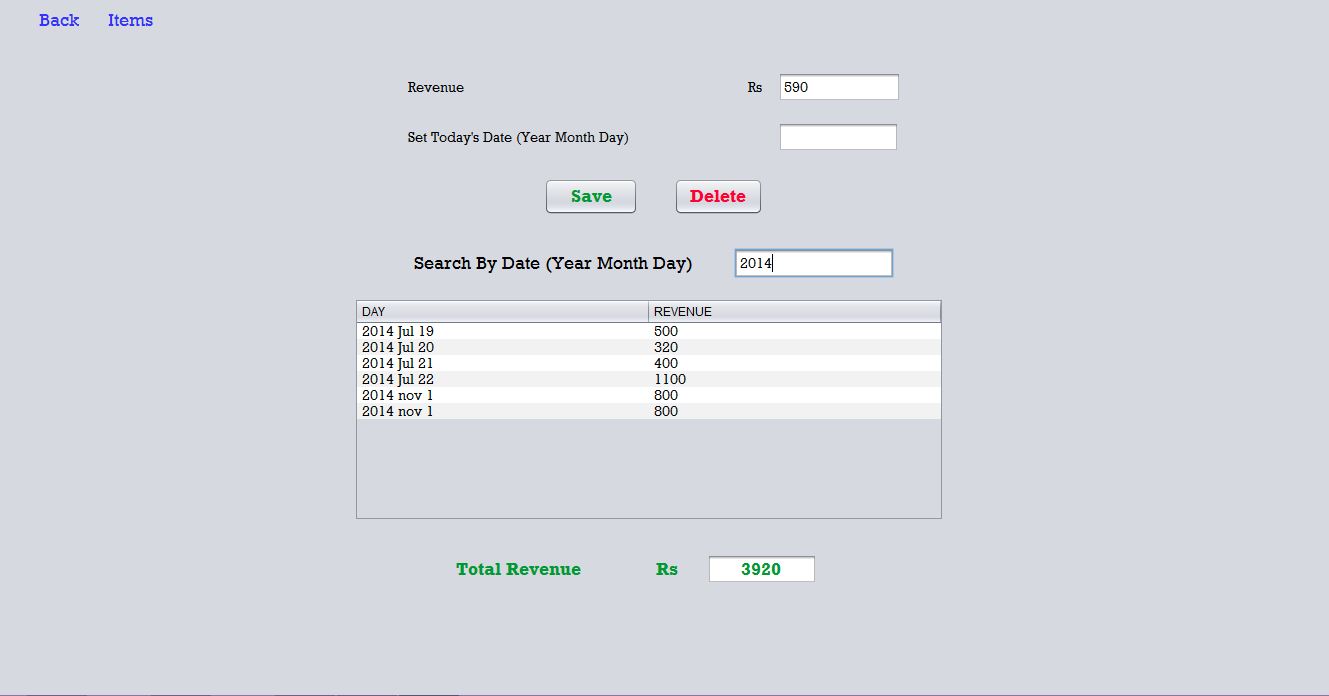 Back Items
Revenue Rs 590
Set Today's Date (Year Month Day)
Save Delete
Search By Date (Year Month Day) 2014
DAY REVENUE
2014 Jul 19 500
2014 Jul 20 320
2014 Jul 21 400
2014 Jul 22 1100
2014 nov 1 800
2014 nov 1 800
Total Revenue Rs 3920